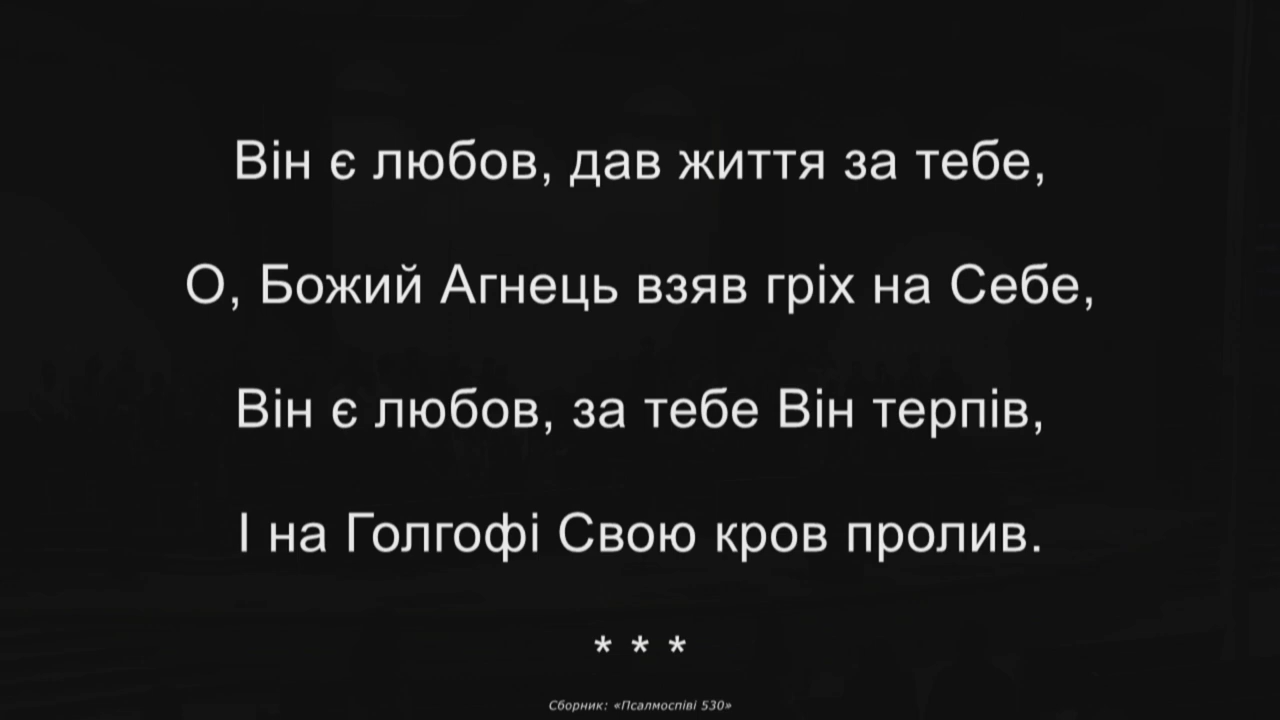 Він є любов, дав життя за тебе,
О, Божий Агнець взяв гріх на Себе,
Він є любов, за тебе Він терпів,
І на Голгофі Свою кров пролив.
* * *
Сборник: «Псалмоспіві 530»